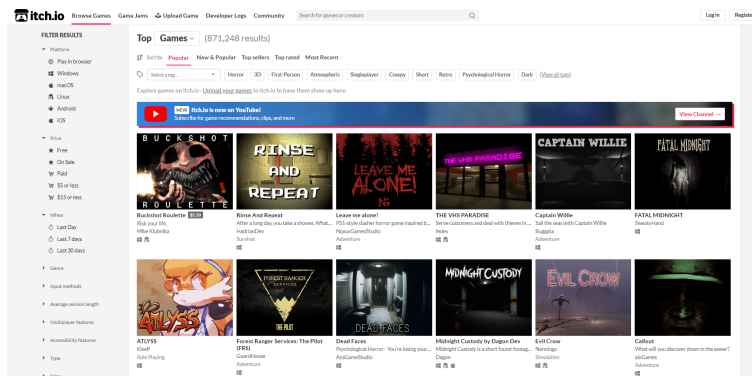 itch.io Browse Games Game Jams Upload Game Developer Logs Community Search for games or creators Log in Registe
FILTER RESULTS
Platform
Play in browser
Windows
macOS
Linux
Android
iOS
Price
Free
On Sale
Paid
$5 or less
$15 or less
When
Last Day
Last 7 days
Last 30 days
Genre
Input methods
Average session length
Multiplayer features
Accessibility features
Type
Top Games (871,248 results)
Sort by Popular New & Popular Top sellers Top rated Most Recent
Select a tag... Horror 3D First-Person Atmospheric Singleplayer Creepy Short Retro Psychological Horror Dark (View all tags)
Explore games on itch.io · Upload your games to itch.io to have them show up here.
NEW itch.io is now on YouTube!
Subscribe for game recommendations, clips, and more
View Channel →
BUCKSHOT
ROULETTE
RINSE
AND
REPEAT
LEAVE ME
ALONE!
THE VHS PARADISE
CAPTAIN WILLIE
FATAL MIDNIGHT
Buckshot Roulette
Risk your life.
Mike Klubnika
Rinse And Repeat
After a long day, you take a shower. What...
HadrianDev
Survival
Leave me alone!
PS1-style slasher horror game inspired b...
NoxusGamesStudio
Adventure
THE VHS PARADISE
Serve customers and deal with thieves in ...
fedev
Captain Willie
Sail the seas with Captain Willie
Buggata
Adventure
FATAL MIDNIGHT
SweatyHand
ATLYSS
FOREST RANGER
SERVICES
THE PILOT
DEAD FACES
MIDNIGHT CUSTODY
EVIL CROW
ATLYSS
Kiseff
Role Playing
Forest Ranger Services: The Pilot
(FRS)
GuardHouse
Adventure
Dead Faces
Psychological Horror - You're losing your...
AzaGameStudio
Midnight Custody by Dagon Dev
Midnight Custody is a short found-footag...
Dagon
Evil Crow
Nannings
Simulation
Callout
What will you discover down in the sewer?
aixGames
Adventure